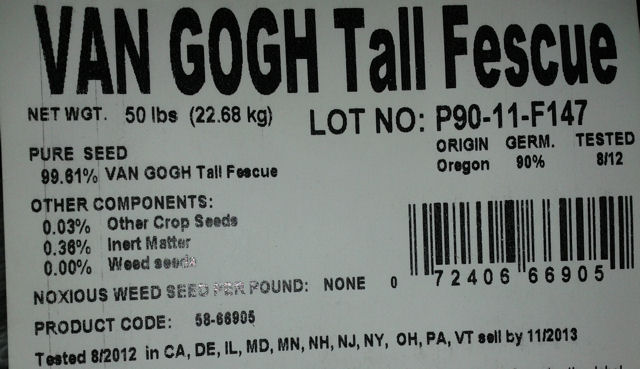 VAN GOGH Tall Fescue
NET WGT. 50 lbs (22.68 kg) LOT NO: P90-11-F147
ORIGIN GERM. TESTED
Oregon 90% 8/12
PURE SEED
99.61% VAN GOGH Tall Fescue
OTHER COMPONENTS:
0.03% Other Crop Seeds
0.36% Inert Matter
0.00% Weed seeds
NOXIOUS WEED SEED PER POUND: NONE
0 72406 66905
PRODUCT CODE: 58-66905
Tested 8/2012 in CA, DE, IL, MD, MN, NH, NJ, NY, OH, PA, VT sell by 11/2013